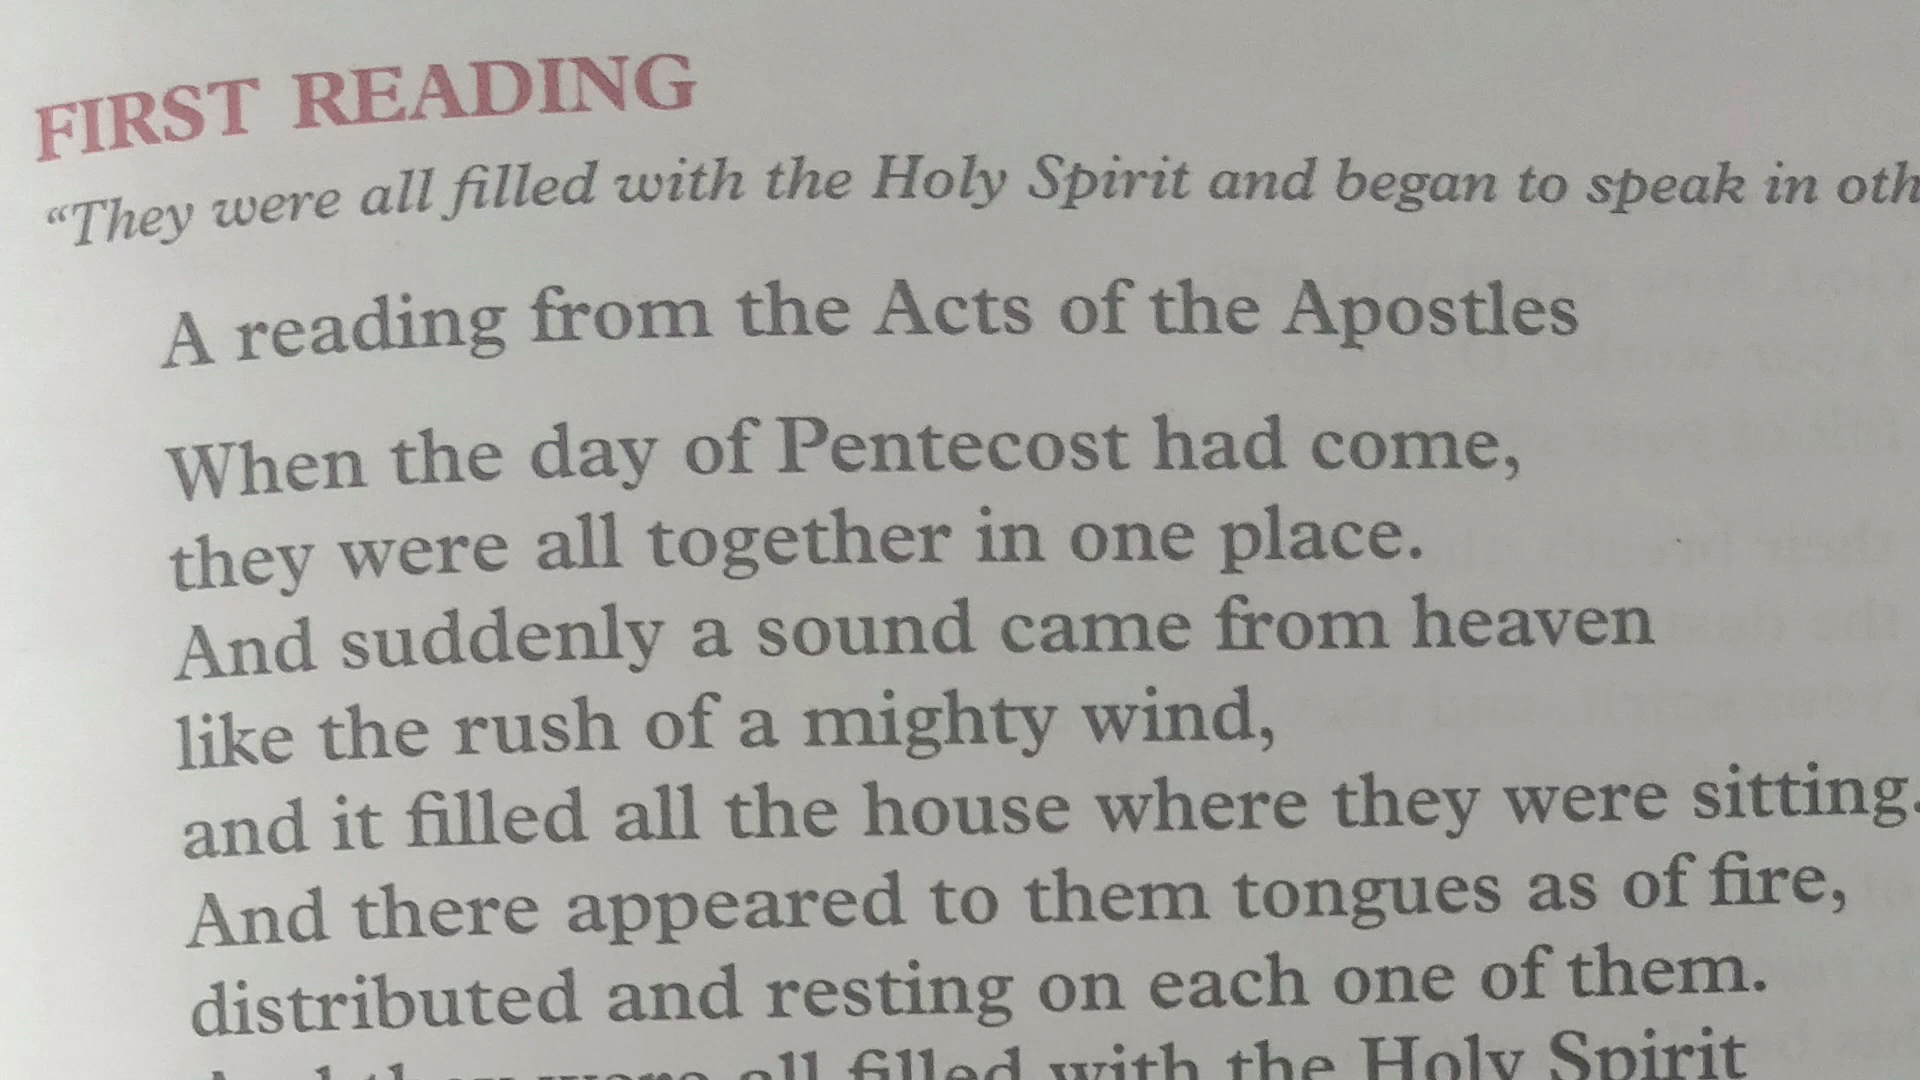 FIRST READING
“They were all filled with the Holy Spirit and began to speak in oth
A reading from the Acts of the Apostles
When the day of Pentecost had come,
they were all together in one place.
And suddenly a sound came from heaven
like the rush of a mighty wind,
and it filled all the house where they were sitting.
And there appeared to them tongues as of fire,
distributed and resting on each one of them.
And they were all filled with the Holy Spirit